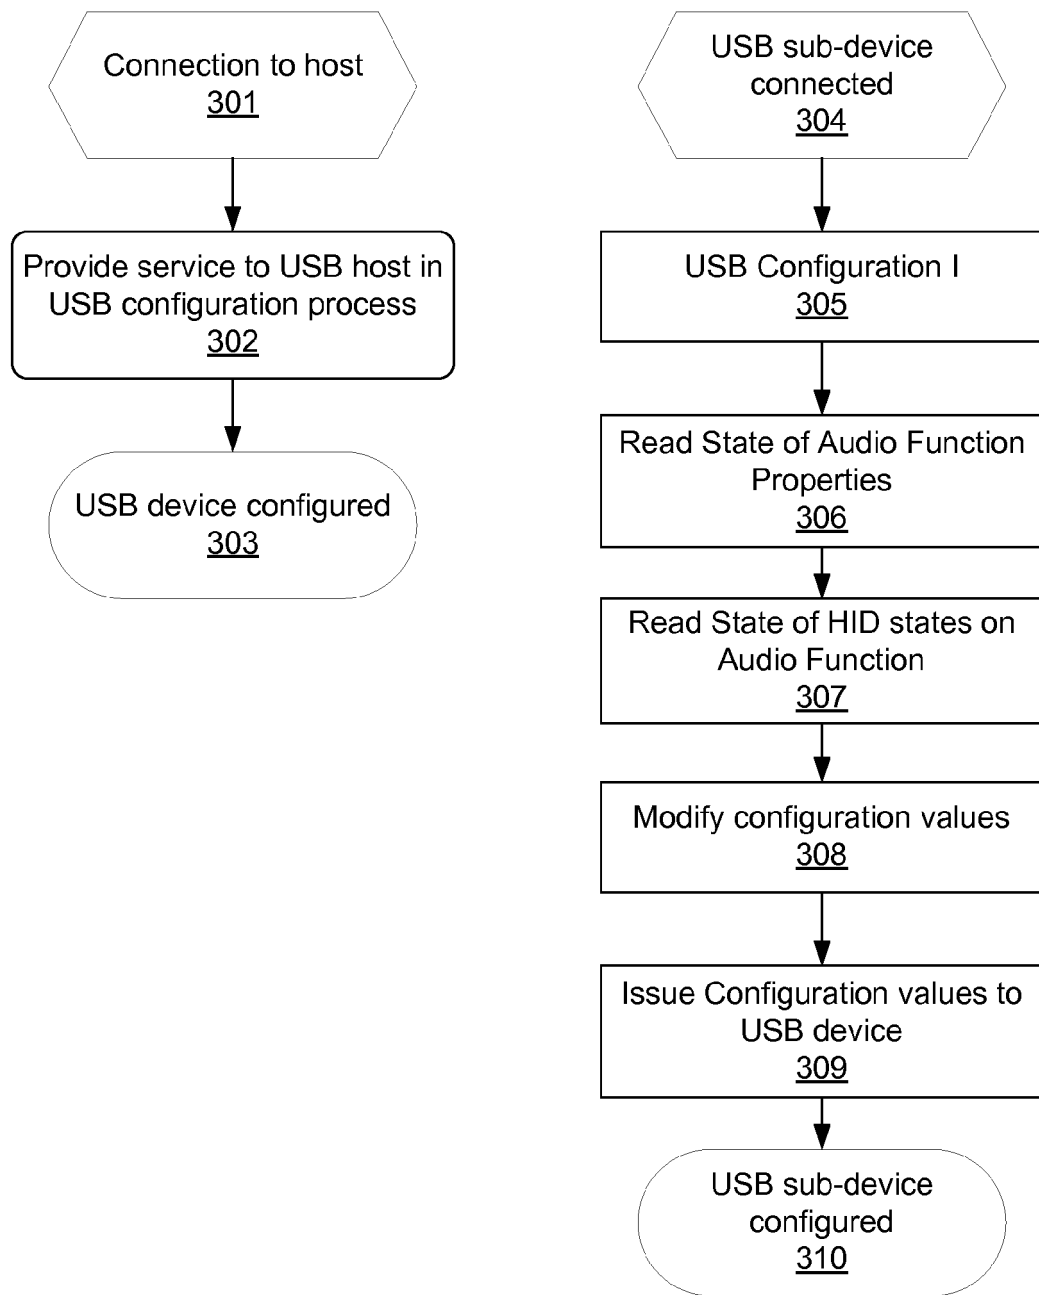 Connection to host
301
Provide service to USB host in
USB configuration process
302
USB device configured
303
USB sub-device
connected
304
USB Configuration I
305
Read State of Audio Function
Properties
306
Read State of HID states on
Audio Function
307
Modify configuration values
308
Issue Configuration values to
USB device
309
USB sub-device
configured
310